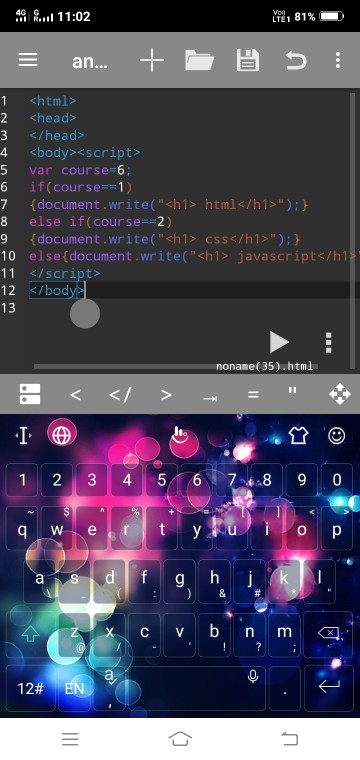 4G G 11:02 Vo)) LTE1 81%
an...
1 <html>
2 <head>
3 </head>
4 <body><script>
5 var course=6;
6 if(course==1)
7 {document.write("<h1> html</h1>");}
8 else if(course==2)
9 {document.write("<h1> css</h1>");}
10 else{document.write("<h1> javascript</h1>"
11 </script>
12 </body>
13
noname(35).html
< </ > = "
1 2 3 4 5 6 7 8 9 0
~ $ ^ % + = [ ] < >
q w e r t y u i o p
\ _ ( : ) & # * "
a s d f g h j k l
@ / - ' ! ? ;
z x c v b n m
12# EN a , .